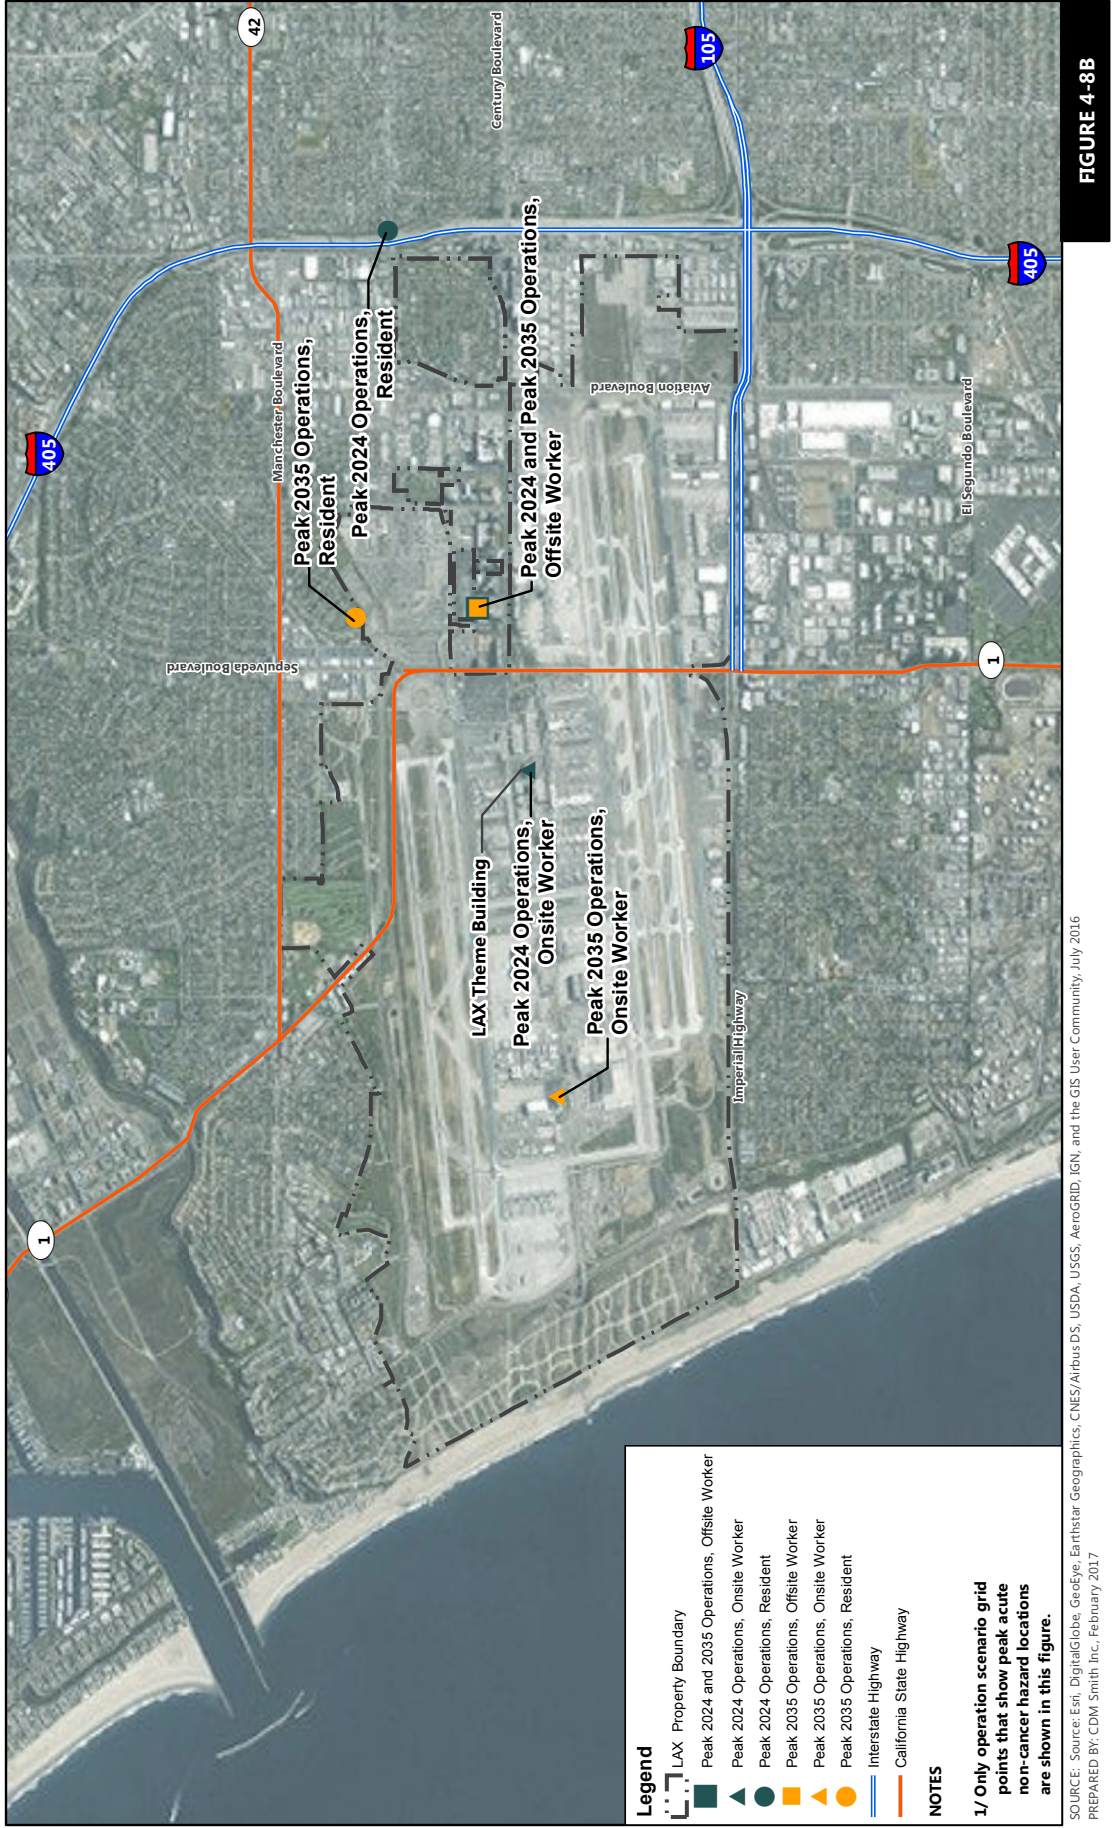 42
Century Boulevard
105
405
405
Manchester Boulevard
Peak 2035 Operations,
Resident
Peak 2024 Operations,
Resident
Peak 2024 and Peak 2035 Operations,
Offsite Worker
Aviation Boulevard
El Segundo Boulevard
Sepulveda Boulevard
1
LAX Theme Building
Peak 2024 Operations,
Onsite Worker
Peak 2035 Operations,
Onsite Worker
Imperial Highway
1
Legend
LAX Property Boundary
Peak 2024 and 2035 Operations, Offsite Worker
Peak 2024 Operations, Onsite Worker
Peak 2024 Operations, Resident
Peak 2035 Operations, Offsite Worker
Peak 2035 Operations, Onsite Worker
Peak 2035 Operations, Resident
Interstate Highway
California State Highway
NOTES
1/ Only operation scenario grid
points that show peak acute
non-cancer hazard locations
are shown in this figure.
SOURCE: Source: Esri, DigitalGlobe, GeoEye, Earthstar Geographics, CNES/Airbus DS, USDA, USGS, AeroGRID, IGN, and the GIS User Community, July 2016
PREPARED BY: CDM Smith Inc., February 2017
FIGURE 4-8B